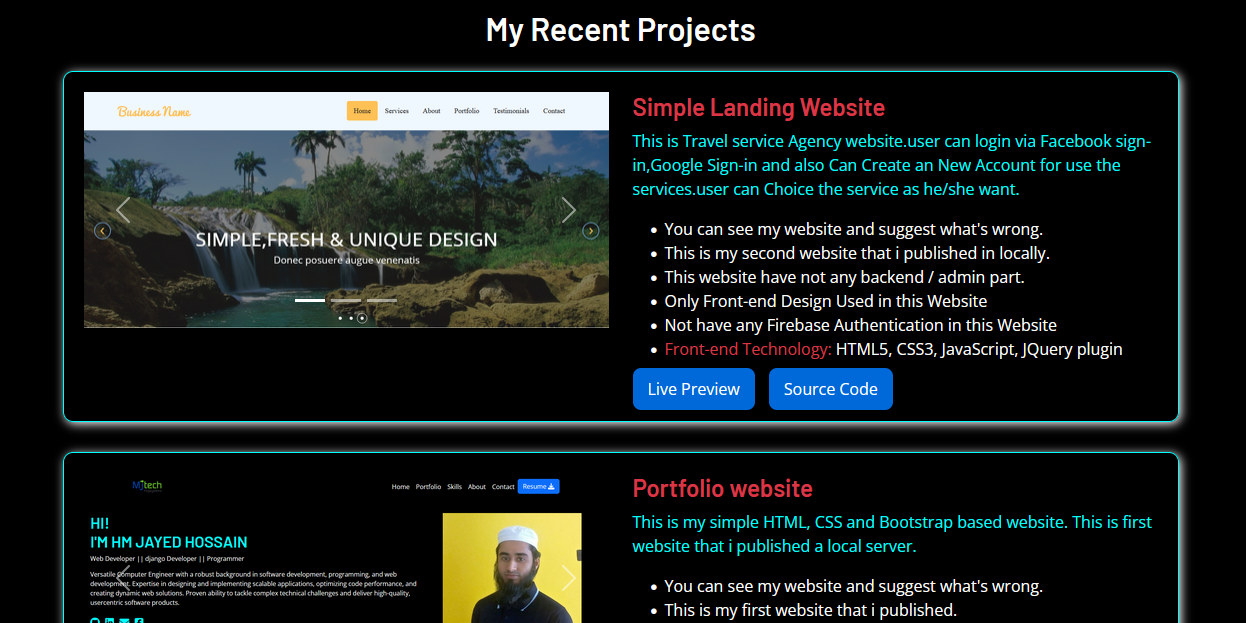 My Recent Projects
Business Name
Home Services About Portfolio Testimonials Contact
SIMPLE,FRESH & UNIQUE DESIGN
Donec posuere augue venenatis
Simple Landing Website
This is Travel service Agency website.user can login via Facebook sign-
in,Google Sign-in and also Can Create an New Account for use the
services.user can Choice the service as he/she want.
You can see my website and suggest what's wrong.
This is my second website that i published in locally.
This website have not any backend / admin part.
Only Front-end Design Used in this Website
Not have any Firebase Authentication in this Website
Front-end Technology: HTML5, CSS3, JavaScript, JQuery plugin
Live Preview Source Code
Home Portfolio Skills About Contact Resume
HI!
I'M HM JAYED HOSSAIN
Web Developer || django Developer || Programmer
Versatile Computer Engineer with a robust background in software development, programming, and web
development. Expertise in designing and implementing scalable applications, optimizing code performance, and
creating dynamic web solutions. Proven ability to tackle complex technical challenges and deliver high-quality,
usercentric software products.
Portfolio website
This is my simple HTML, CSS and Bootstrap based website. This is first
website that i published a local server.
You can see my website and suggest what's wrong.
This is my first website that i published.